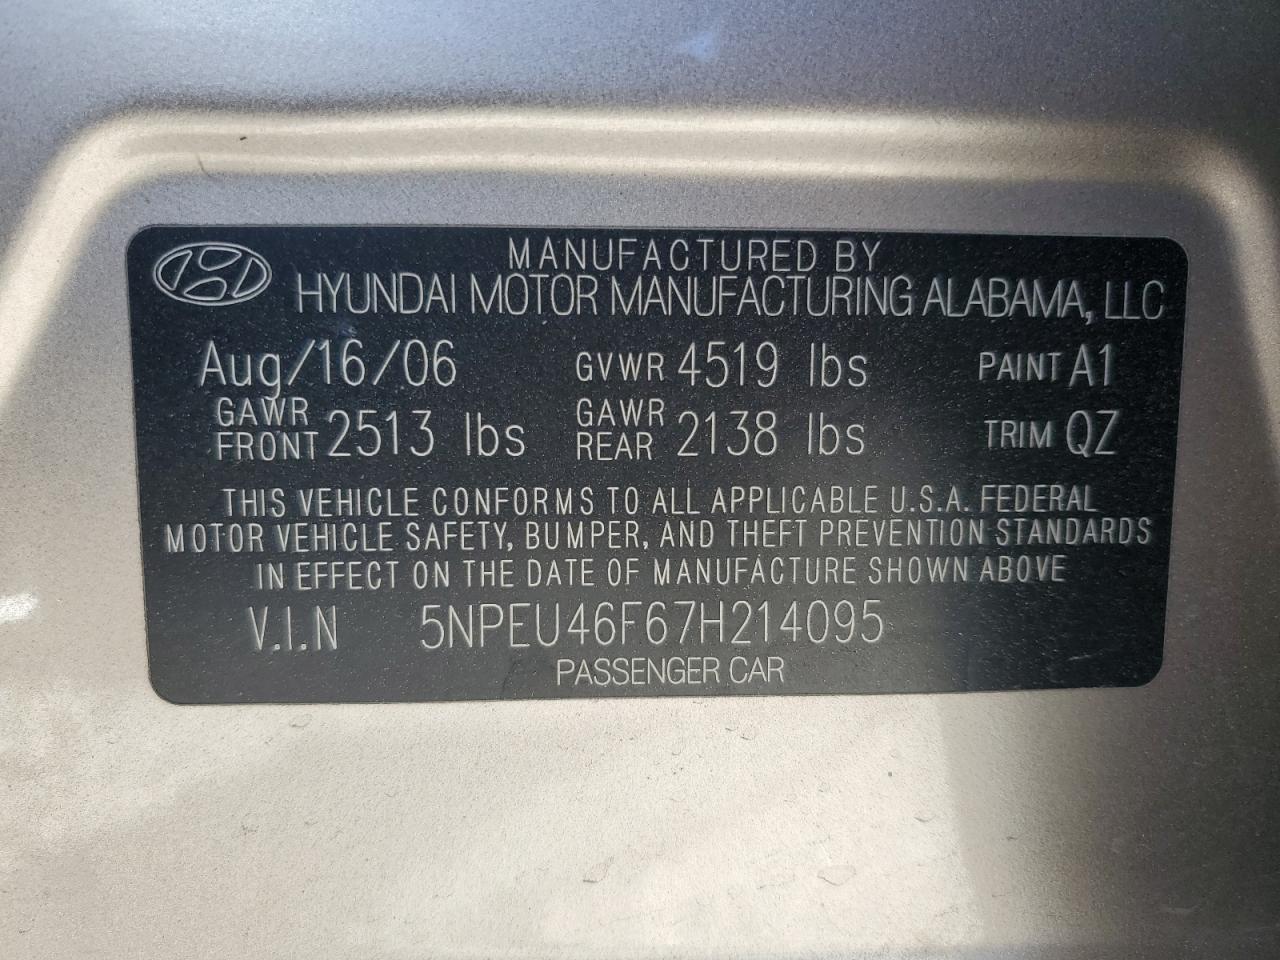 MANUFACTURED BY
HYUNDAI MOTOR MANUFACTURING ALABAMA, LLC
Aug/16/06 GVWR 4519 lbs PAINT A1
GAWR FRONT 2513 lbs GAWR REAR 2138 lbs TRIM QZ
THIS VEHICLE CONFORMS TO ALL APPLICABLE U.S.A. FEDERAL
MOTOR VEHICLE SAFETY, BUMPER, AND THEFT PREVENTION STANDARDS
IN EFFECT ON THE DATE OF MANUFACTURE SHOWN ABOVE
V.I.N 5NPEU46F67H214095
PASSENGER CAR